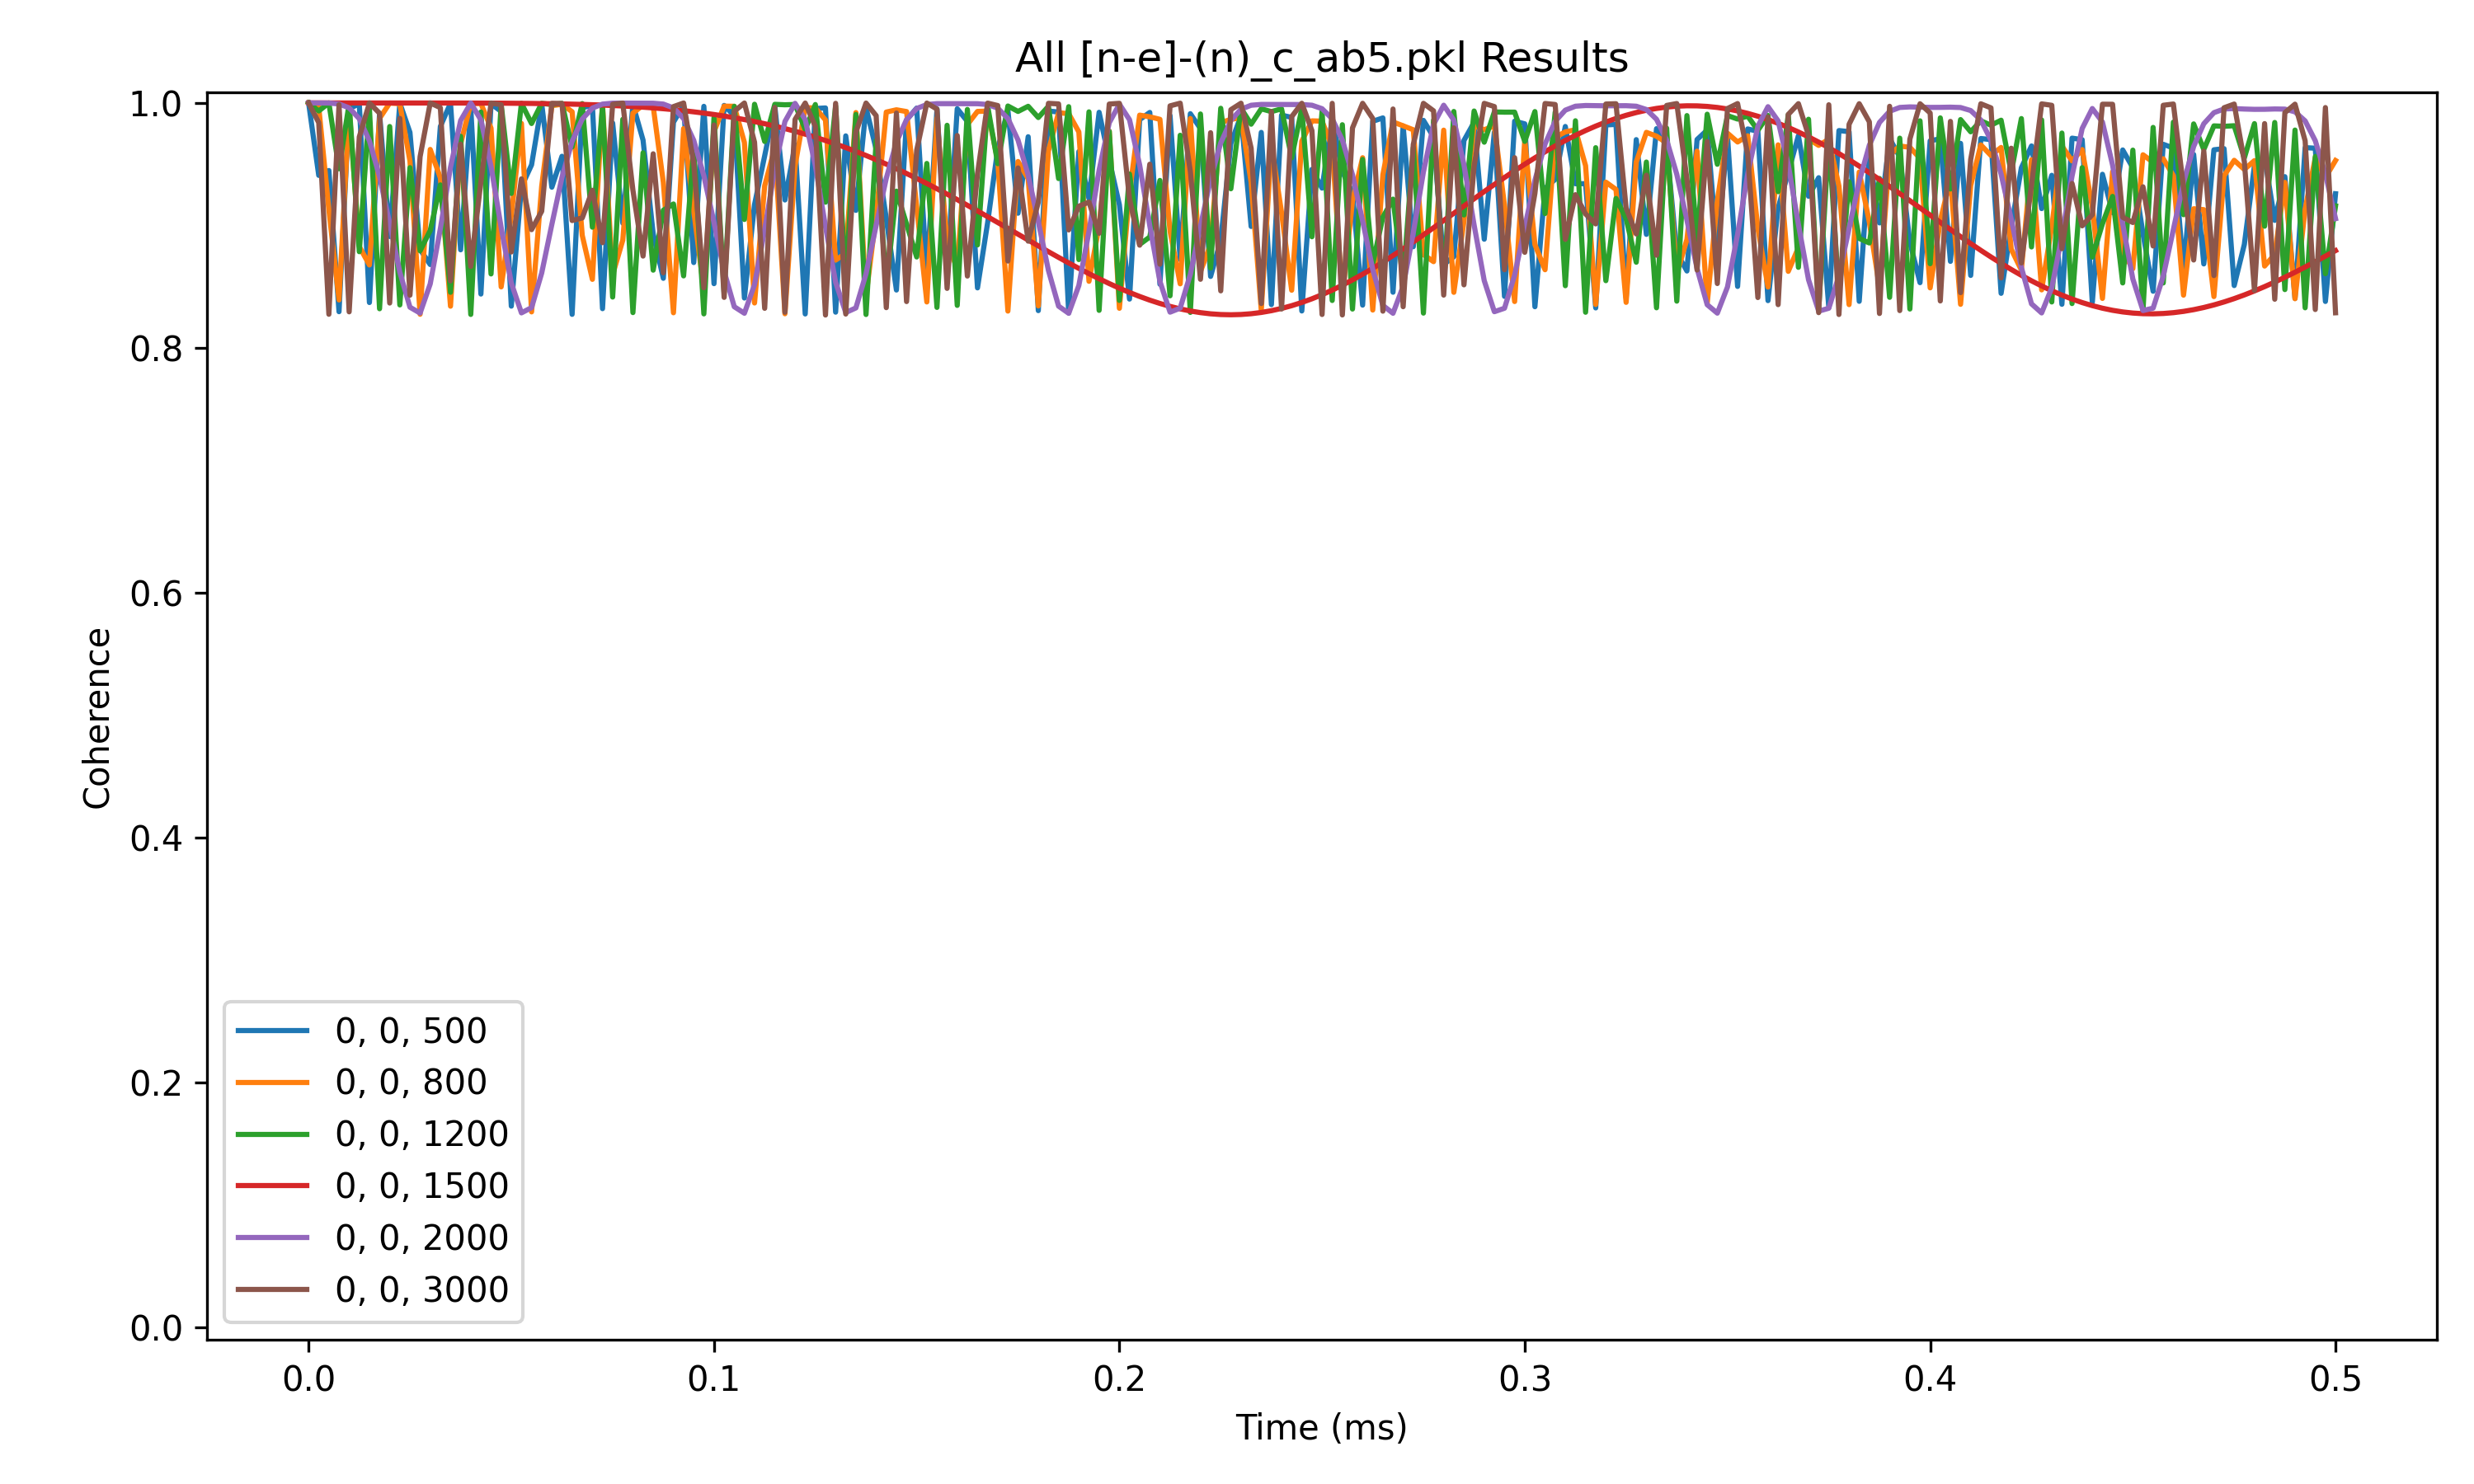 All [n-e]-(n)_c_ab5.pkl Results
1.0
0.8
0.6
0.4
0.2
0.0
Coherence
0, 0, 500
0, 0, 800
0, 0, 1200
0, 0, 1500
0, 0, 2000
0, 0, 3000
0.0 0.1 0.2 0.3 0.4 0.5
Time (ms)